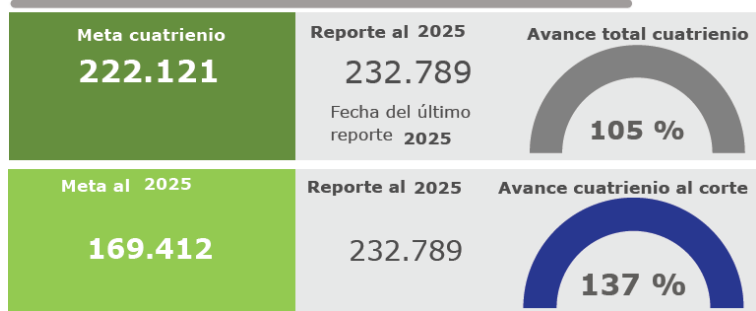 Meta cuatrienio
222.121
Reporte al 2025
232.789
Fecha del último
reporte 2025
Avance total cuatrienio
105 %
Meta al 2025
169.412
Reporte al 2025
232.789
Avance cuatrienio al corte
137 %